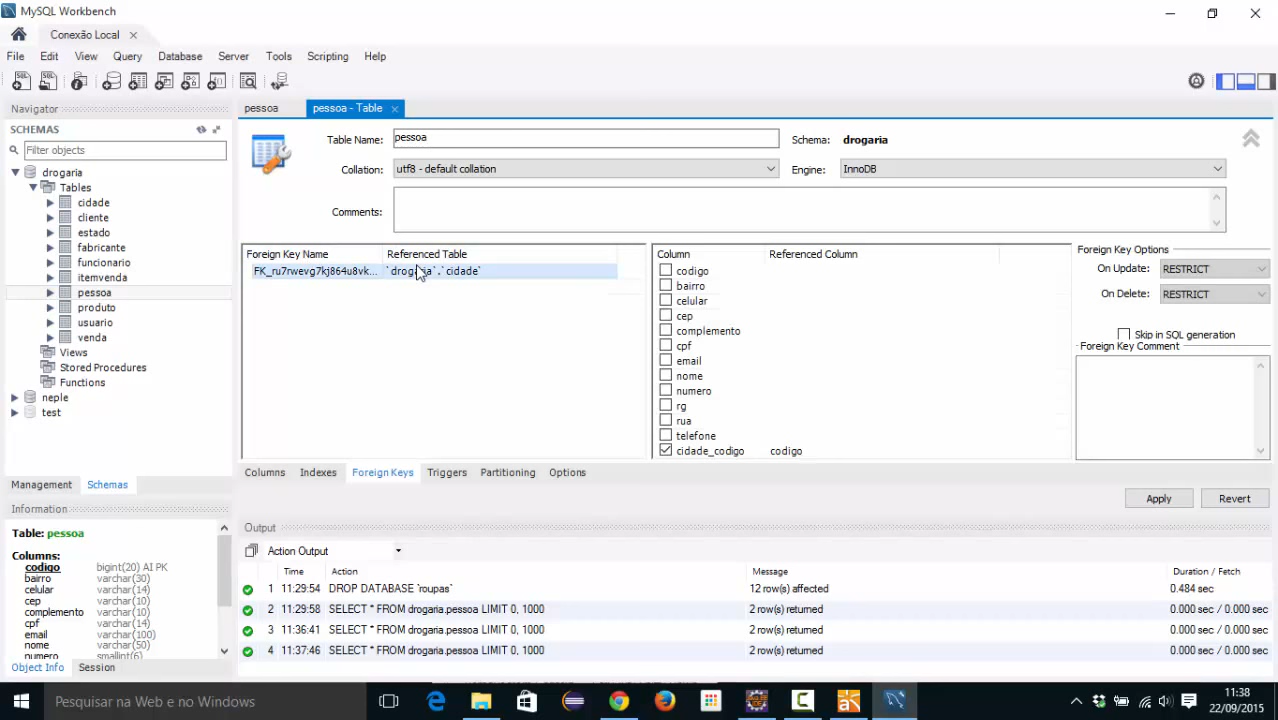 MySQL Workbench
Conexão Local
File Edit View Query Database Server Tools Scripting Help
Navigator
SCHEMAS
Filter objects
drogaria
Tables
cidade
cliente
estado
fabricante
funcionario
itemvenda
pessoa
produto
usuario
venda
Views
Stored Procedures
Functions
neple
test
Management Schemas
Information
Table: pessoa
Columns:
codigo bigint(20) AI PK
bairro varchar(30)
celular varchar(14)
cep varchar(10)
complemento varchar(10)
cpf varchar(14)
email varchar(100)
nome varchar(50)
numero smallint(6)
Object Info Session
pessoa pessoa - Table
Table Name: pessoa Schema: drogaria
Collation: utf8 - default collation Engine: InnoDB
Comments:
Foreign Key Name Referenced Table
FK_ru7rwevg7kj864u8vk... `drogaria`.`cidade`
Column Referenced Column
codigo
bairro
celular
cep
complemento
cpf
email
nome
numero
rg
rua
telefone
cidade_codigo codigo
Foreign Key Options
On Update: RESTRICT
On Delete: RESTRICT
Skip in SQL generation
Foreign Key Comment
Columns Indexes Foreign Keys Triggers Partitioning Options
Apply Revert
Output
Action Output
Time Action Message Duration / Fetch
1 11:29:54 DROP DATABASE `roupas` 12 row(s) affected 0.484 sec
2 11:29:58 SELECT * FROM drogaria.pessoa LIMIT 0, 1000 2 row(s) returned 0.000 sec / 0.000 sec
3 11:36:41 SELECT * FROM drogaria.pessoa LIMIT 0, 1000 2 row(s) returned 0.000 sec / 0.000 sec
4 11:37:46 SELECT * FROM drogaria.pessoa LIMIT 0, 1000 2 row(s) returned 0.000 sec / 0.000 sec
Pesquisar na Web e no Windows
11:38
22/09/2015